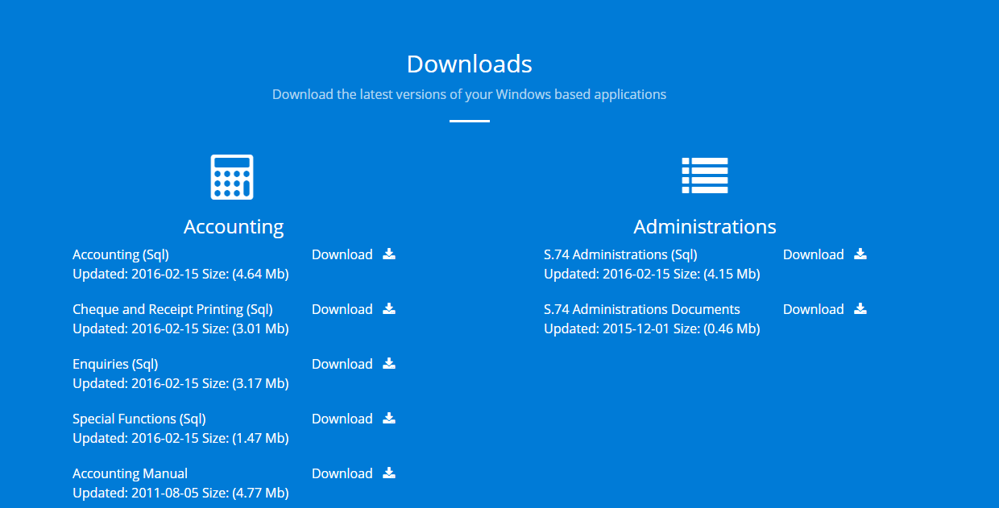 Downloads
Download the latest versions of your Windows based applications
Accounting
Accounting (Sql) Download
Updated: 2016-02-15 Size: (4.64 Mb)
Cheque and Receipt Printing (Sql) Download
Updated: 2016-02-15 Size: (3.01 Mb)
Enquiries (Sql) Download
Updated: 2016-02-15 Size: (3.17 Mb)
Special Functions (Sql) Download
Updated: 2016-02-15 Size: (1.47 Mb)
Accounting Manual Download
Updated: 2011-08-05 Size: (4.77 Mb)
Administrations
S.74 Administrations (Sql) Download
Updated: 2016-02-15 Size: (4.15 Mb)
S.74 Administrations Documents Download
Updated: 2015-12-01 Size: (0.46 Mb)